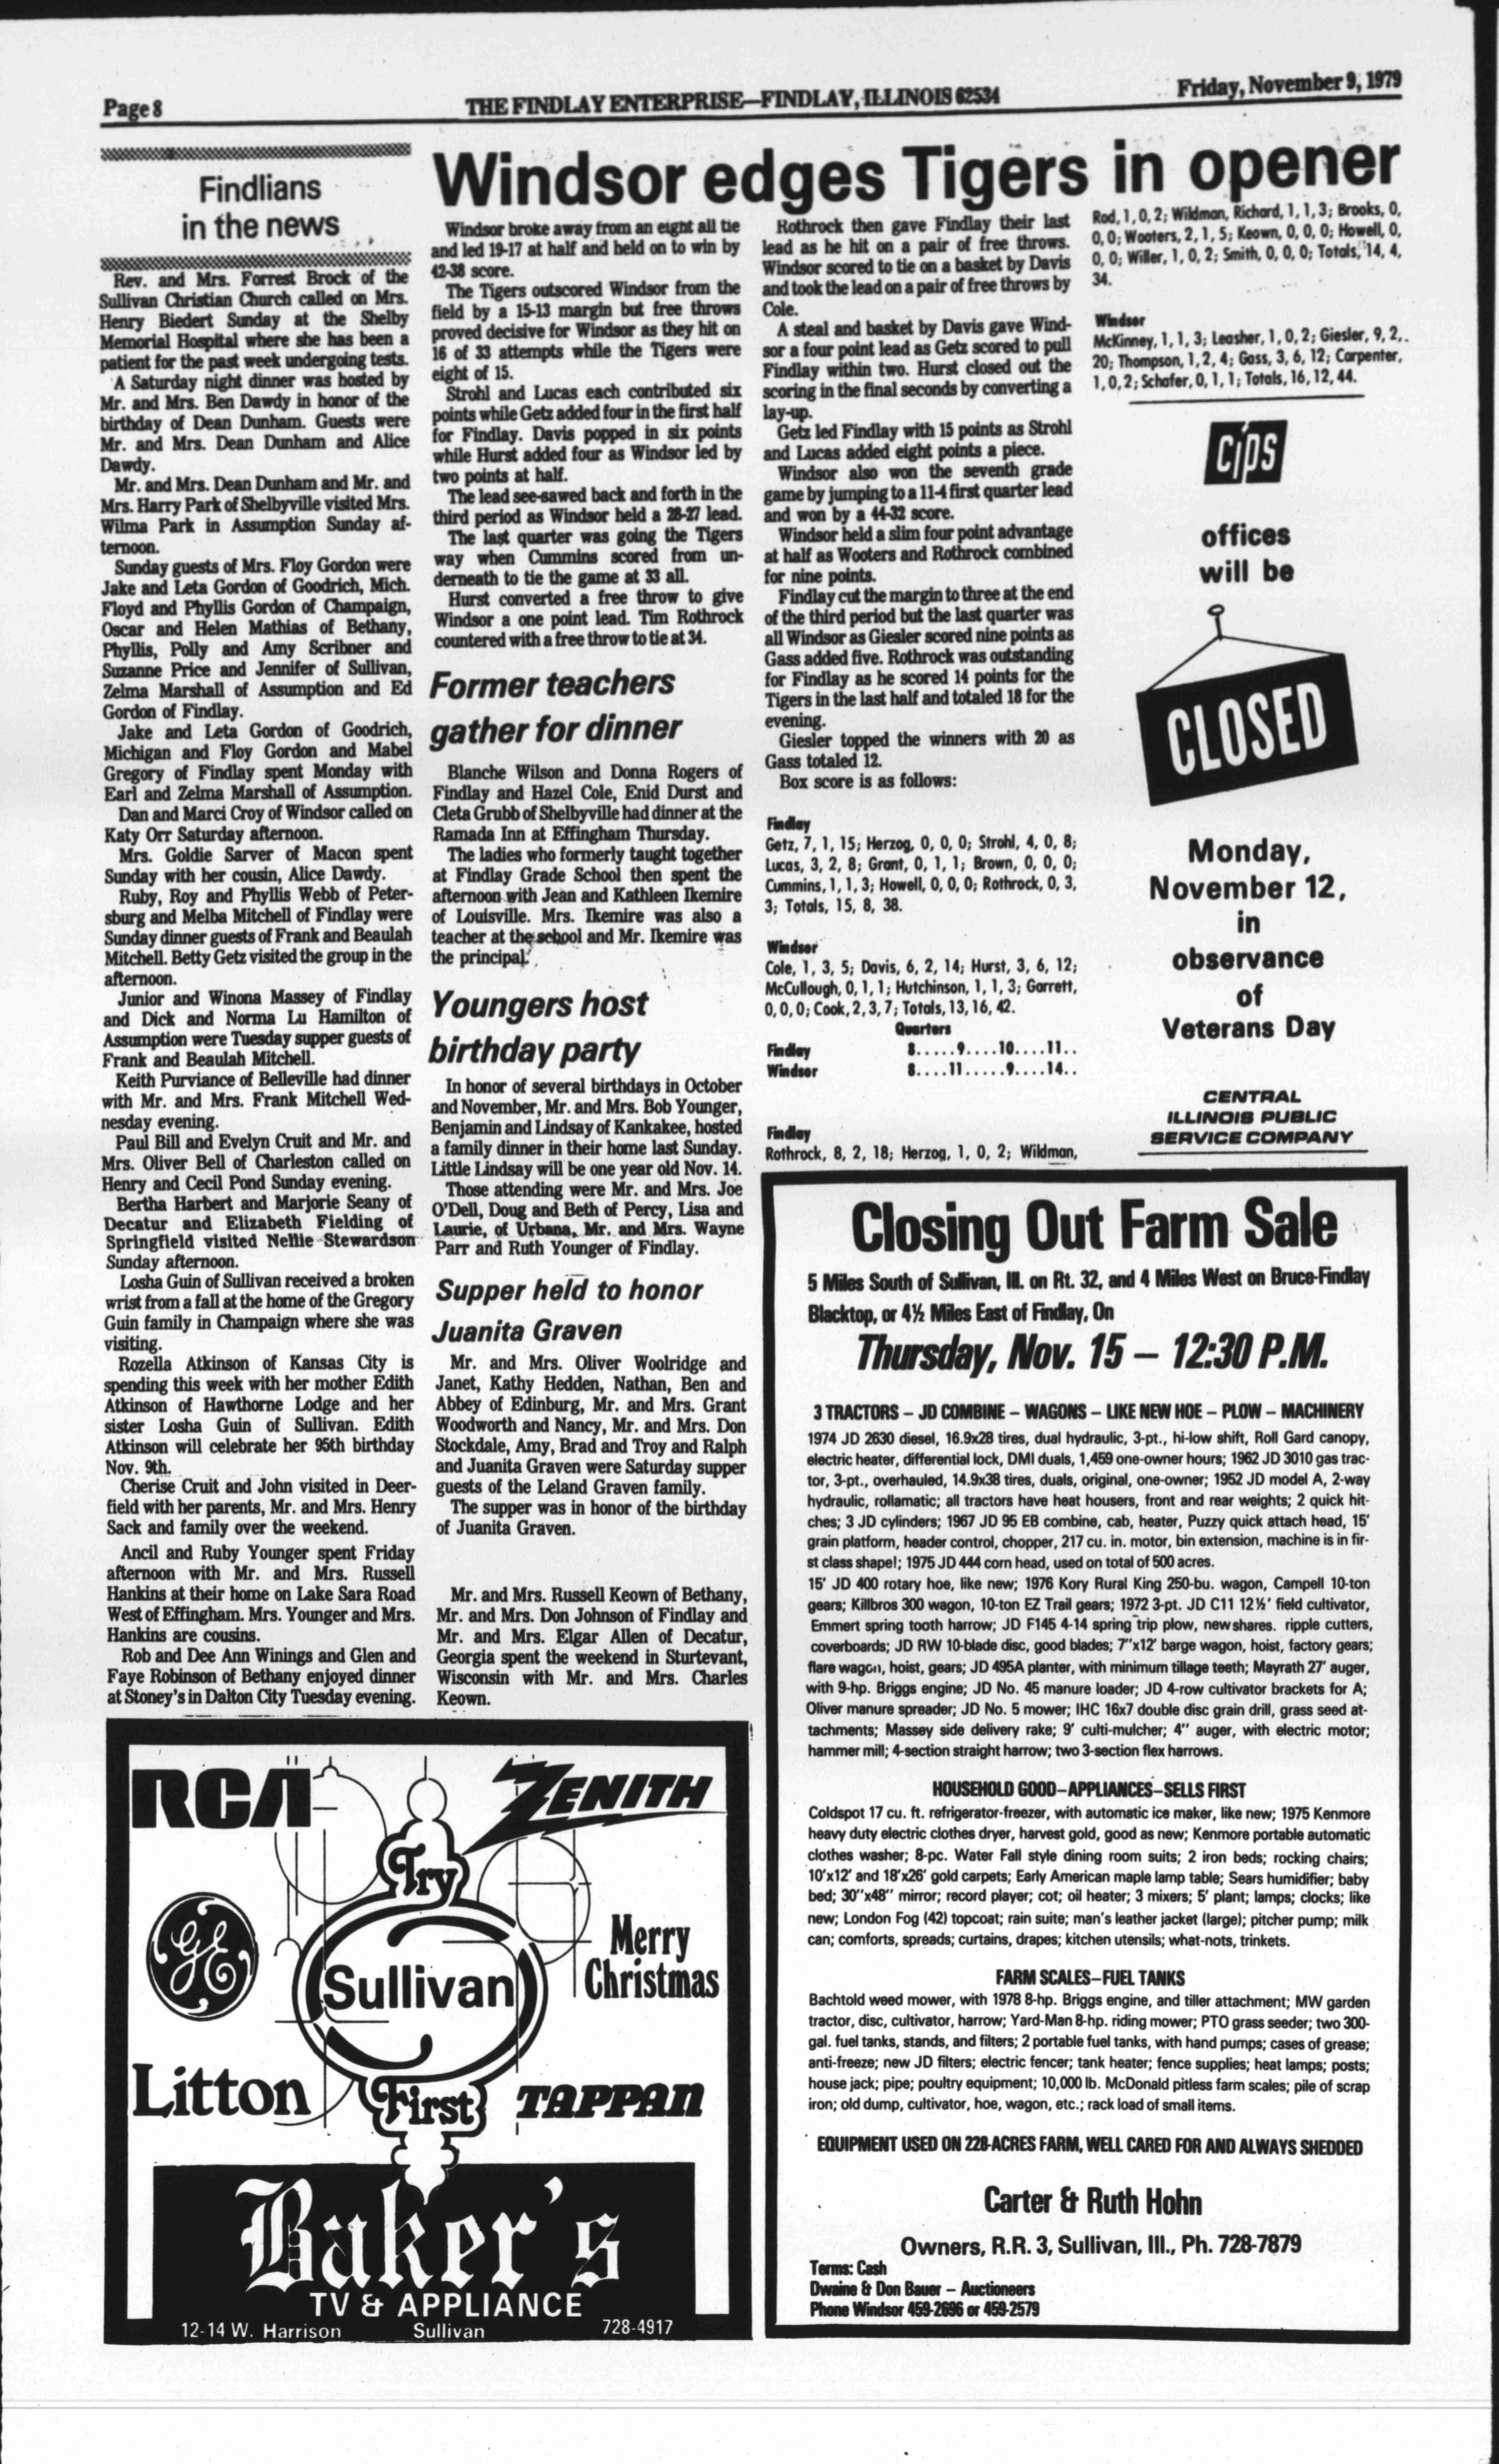 Page 8
THE FINDLAY ENTERPRISE—FINDLAY, ILLINOIS 62534
Friday, November 9, 1979
Findlians
in the news
Rev. and Mrs. Forrest Brock of the
Sullivan Christian Church called on Mrs.
Henry Biedert Sunday at the Shelby
Memorial Hospital where she has been a
patient for the past week undergoing tests.
A Saturday night dinner was hosted by
Mr. and Mrs. Ben Dawdy in honor of the
birthday of Dean Dunham. Guests were
Mr. and Mrs. Dean Dunham and Alice
Dawdy.
Mr. and Mrs. Dean Dunham and Mr. and
Mrs. Harry Park of Shelbyville visited Mrs.
Wilma Park in Assumption Sunday af-
ternoon.
Sunday guests of Mrs. Floy Gordon were
Jake and Leta Gordon of Goodrich, Mich.
Floyd and Phyllis Gordon of Champaign,
Oscar and Helen Mathias of Bethany,
Phyllis, Polly and Amy Scribner and
Suzanne Price and Jennifer of Sullivan,
Zelma Marshall of Assumption and Ed
Gordon of Findlay.
Jake and Leta Gordon of Goodrich,
Michigan and Floy Gordon and Mabel
Gregory of Findlay spent Monday with
Earl and Zelma Marshall of Assumption.
Dan and Marci Croy of Windsor called on
Katy Orr Saturday afternoon.
Mrs. Goldie Sarver of Macon spent
Sunday with her cousin, Alice Dawdy.
Ruby, Roy and Phyllis Webb of Peter-
sburg and Melba Mitchell of Findlay were
Sunday dinner guests of Frank and Beaulah
Mitchell. Betty Getz visited the group in the
afternoon.
Junior and Winona Massey of Findlay
and Dick and Norma Lu Hamilton of
Assumption were Tuesday supper guests of
Frank and Beaulah Mitchell.
Keith Purviance of Belleville had dinner
with Mr. and Mrs. Frank Mitchell Wed-
nesday evening.
Paul Bill and Evelyn Cruit and Mr. and
Mrs. Oliver Bell of Charleston called on
Henry and Cecil Pond Sunday evening.
Bertha Harbert and Marjorie Seany of
Decatur and Elizabeth Fielding of
Springfield visited Nellie Stewardson
Sunday afternoon.
Losha Guin of Sullivan received a broken
wrist from a fall at the home of the Gregory
Guin family in Champaign where she was
visiting.
Rozella Atkinson of Kansas City is
spending this week with her mother Edith
Atkinson of Hawthorne Lodge and her
sister Losha Guin of Sullivan. Edith
Atkinson will celebrate her 95th birthday
Nov. 9th.
Cherise Cruit and John visited in Deer-
field with her parents, Mr. and Mrs. Henry
Sack and family over the weekend.
Ancil and Ruby Younger spent Friday
afternoon with Mr. and Mrs. Russell
Hankins at their home on Lake Sara Road
West of Effingham. Mrs. Younger and Mrs.
Hankins are cousins.
Rob and Dee Ann Winings and Glen and
Faye Robinson of Bethany enjoyed dinner
at Stoney's in Dalton City Tuesday evening.
Windsor edges Tigers in opener
Windsor broke away from an eight all tie
and led 19-17 at half and held on to win by
42-38 score.
The Tigers outscored Windsor from the
field by a 15-13 margin but free throws
proved decisive for Windsor as they hit on
16 of 33 attempts while the Tigers were
eight of 15.
Strohl and Lucas each contributed six
points while Getz added four in the first half
for Findlay. Davis popped in six points
while Hurst added four as Windsor led by
two points at half.
The lead see-sawed back and forth in the
third period as Windsor held a 28-27 lead.
The last quarter was going the Tigers
way when Cummins scored from un-
derneath to tie the game at 33 all.
Hurst converted a free throw to give
Windsor a one point lead. Tim Rothrock
countered with a free throw to tie at 34.
Rothrock then gave Findlay their last
lead as he hit on a pair of free throws.
Windsor scored to tie on a basket by Davis
and took the lead on a pair of free throws by
Cole.
A steal and basket by Davis gave Wind-
sor a four point lead as Getz scored to pull
Findlay within two. Hurst closed out the
scoring in the final seconds by converting a
lay-up.
Getz led Findlay with 15 points as Strohl
and Lucas added eight points a piece.
Windsor also won the seventh grade
game by jumping to a 11-4 first quarter lead
and won by a 44-32 score.
Windsor held a slim four point advantage
at half as Wooters and Rothrock combined
for nine points.
Findlay cut the margin to three at the end
of the third period but the last quarter was
all Windsor as Giesler scored nine points as
Gass added five. Rothrock was outstanding
for Findlay as he scored 14 points for the
Tigers in the last half and totaled 18 for the
evening.
Giesler topped the winners with 20 as
Gass totaled 12.
Box score is as follows:
Findlay
Getz, 7, 1, 15; Herzog, 0, 0, 0; Strohl, 4, 0, 8;
Lucas, 3, 2, 8; Grant, 0, 1, 1; Brown, 0, 0, 0;
Cummins, 1, 1, 3; Howell, 0, 0, 0; Rothrock, 0, 3,
3; Totals, 15, 8, 38.
Windsor
Cole, 1, 3, 5; Davis, 6, 2, 14; Hurst, 3, 6, 12;
McCullough, 0, 1, 1; Hutchinson, 1, 1, 3; Garrett,
0, 0, 0; Cook, 2, 3, 7; Totals, 13, 16, 42.
Quarters
Findlay 8.....9....10....11..
Windsor 8....11.....9....14..
Findlay
Rothrock, 8, 2, 18; Herzog, 1, 0, 2; Wildman,
Rod, 1, 0, 2; Wildman, Richard, 1, 1, 3; Brooks, 0,
0, 0; Wooters, 2, 1, 5; Keown, 0, 0, 0; Howell, 0,
0, 0; Willer, 1, 0, 2; Smith, 0, 0, 0; Totals, 14, 4,
34.
Windsor
McKinney, 1, 1, 3; Leasher, 1, 0, 2; Giesler, 9, 2,
20; Thompson, 1, 2, 4; Gass, 3, 6, 12; Carpenter,
1, 0, 2; Schafer, 0, 1, 1; Totals, 16, 12, 44.
Former teachers
gather for dinner
Blanche Wilson and Donna Rogers of
Findlay and Hazel Cole, Enid Durst and
Cleta Grubb of Shelbyville had dinner at the
Ramada Inn at Effingham Thursday.
The ladies who formerly taught together
at Findlay Grade School then spent the
afternoon with Jean and Kathleen Ikemire
of Louisville. Mrs. Ikemire was also a
teacher at the school and Mr. Ikemire was
the principal.
Youngers host
birthday party
In honor of several birthdays in October
and November, Mr. and Mrs. Bob Younger,
Benjamin and Lindsay of Kankakee, hosted
a family dinner in their home last Sunday.
Little Lindsay will be one year old Nov. 14.
Those attending were Mr. and Mrs. Joe
O'Dell, Doug and Beth of Percy, Lisa and
Laurie, of Urbana, Mr. and Mrs. Wayne
Parr and Ruth Younger of Findlay.
Supper held to honor
Juanita Graven
Mr. and Mrs. Oliver Woolridge and
Janet, Kathy Hedden, Nathan, Ben and
Abbey of Edinburg, Mr. and Mrs. Grant
Woodworth and Nancy, Mr. and Mrs. Don
Stockdale, Amy, Brad and Troy and Ralph
and Juanita Graven were Saturday supper
guests of the Leland Graven family.
The supper was in honor of the birthday
of Juanita Graven.
Mr. and Mrs. Russell Keown of Bethany,
Mr. and Mrs. Don Johnson of Findlay and
Mr. and Mrs. Elgar Allen of Decatur,
Georgia spent the weekend in Sturtevant,
Wisconsin with Mr. and Mrs. Charles
Keown.
CIPS
offices
will be
CLOSED
Monday,
November 12,
in
observance
of
Veterans Day
CENTRAL
ILLINOIS PUBLIC
SERVICE COMPANY
RCA
ZENITH
Try
GE
Sullivan
Merry
Christmas
Litton
First
TAPPAN
Baker's
TV & APPLIANCE
12-14 W. Harrison Sullivan 728-4917
Closing Out Farm Sale
5 Miles South of Sullivan, Ill. on Rt. 32, and 4 Miles West on Bruce-Findlay
Blacktop, or 4½ Miles East of Findlay, On
Thursday, Nov. 15 — 12:30 P.M.
3 TRACTORS – JD COMBINE – WAGONS – LIKE NEW HOE – PLOW – MACHINERY
1974 JD 2630 diesel, 16.9x28 tires, dual hydraulic, 3-pt., hi-low shift, Roll Gard canopy,
electric heater, differential lock, DMI duals, 1,459 one-owner hours; 1962 JD 3010 gas trac-
tor, 3-pt., overhauled, 14.9x38 tires, duals, original, one-owner; 1952 JD model A, 2-way
hydraulic, rollamatic; all tractors have heat housers, front and rear weights; 2 quick hit-
ches; 3 JD cylinders; 1967 JD 95 EB combine, cab, heater, Puzzy quick attach head, 15'
grain platform, header control, chopper, 217 cu. in. motor, bin extension, machine is in fir-
st class shape!; 1975 JD 444 corn head, used on total of 500 acres.
15' JD 400 rotary hoe, like new; 1976 Kory Rural King 250-bu. wagon, Campell 10-ton
gears; Killbros 300 wagon, 10-ton EZ Trail gears; 1972 3-pt. JD C11 12½' field cultivator,
Emmert spring tooth harrow; JD F145 4-14 spring trip plow, new shares. ripple cutters,
coverboards; JD RW 10-blade disc, good blades; 7"x12' barge wagon, hoist, factory gears;
flare wagon, hoist, gears; JD 495A planter, with minimum tillage teeth; Mayrath 27' auger,
with 9-hp. Briggs engine; JD No. 45 manure loader; JD 4-row cultivator brackets for A;
Oliver manure spreader; JD No. 5 mower; IHC 16x7 double disc grain drill, grass seed at-
tachments; Massey side delivery rake; 9' culti-mulcher; 4" auger, with electric motor;
hammer mill; 4-section straight harrow; two 3-section flex harrows.
HOUSEHOLD GOOD–APPLIANCES–SELLS FIRST
Coldspot 17 cu. ft. refrigerator-freezer, with automatic ice maker, like new; 1975 Kenmore
heavy duty electric clothes dryer, harvest gold, good as new; Kenmore portable automatic
clothes washer; 8-pc. Water Fall style dining room suits; 2 iron beds; rocking chairs;
10'x12' and 18'x26' gold carpets; Early American maple lamp table; Sears humidifier; baby
bed; 30"x48" mirror; record player; cot; oil heater; 3 mixers; 5' plant; lamps; clocks; like
new; London Fog (42) topcoat; rain suite; man's leather jacket (large); pitcher pump; milk
can; comforts, spreads; curtains, drapes; kitchen utensils; what-nots, trinkets.
FARM SCALES–FUEL TANKS
Bachtold weed mower, with 1978 8-hp. Briggs engine, and tiller attachment; MW garden
tractor, disc, cultivator, harrow; Yard-Man 8-hp. riding mower; PTO grass seeder; two 300-
gal. fuel tanks, stands, and filters; 2 portable fuel tanks, with hand pumps; cases of grease;
anti-freeze; new JD filters; electric fencer; tank heater; fence supplies; heat lamps; posts;
house jack; pipe; poultry equipment; 10,000 lb. McDonald pitless farm scales; pile of scrap
iron; old dump, cultivator, hoe, wagon, etc.; rack load of small items.
EQUIPMENT USED ON 228-ACRES FARM, WELL CARED FOR AND ALWAYS SHEDDED
Carter & Ruth Hohn
Owners, R.R. 3, Sullivan, Ill., Ph. 728-7879
Terms: Cash
Dwaine & Don Bauer – Auctioneers
Phone Windsor 459-2696 or 459-2579